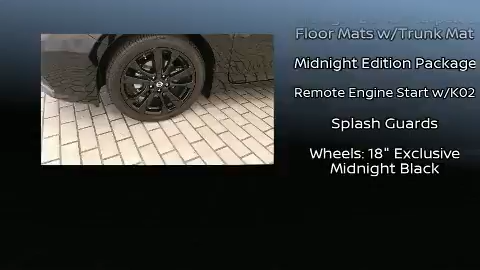 Floor Mats w/Trunk Mat
Midnight Edition Package
Remote Engine Start w/K02
Splash Guards
Wheels: 18" Exclusive
Midnight Black